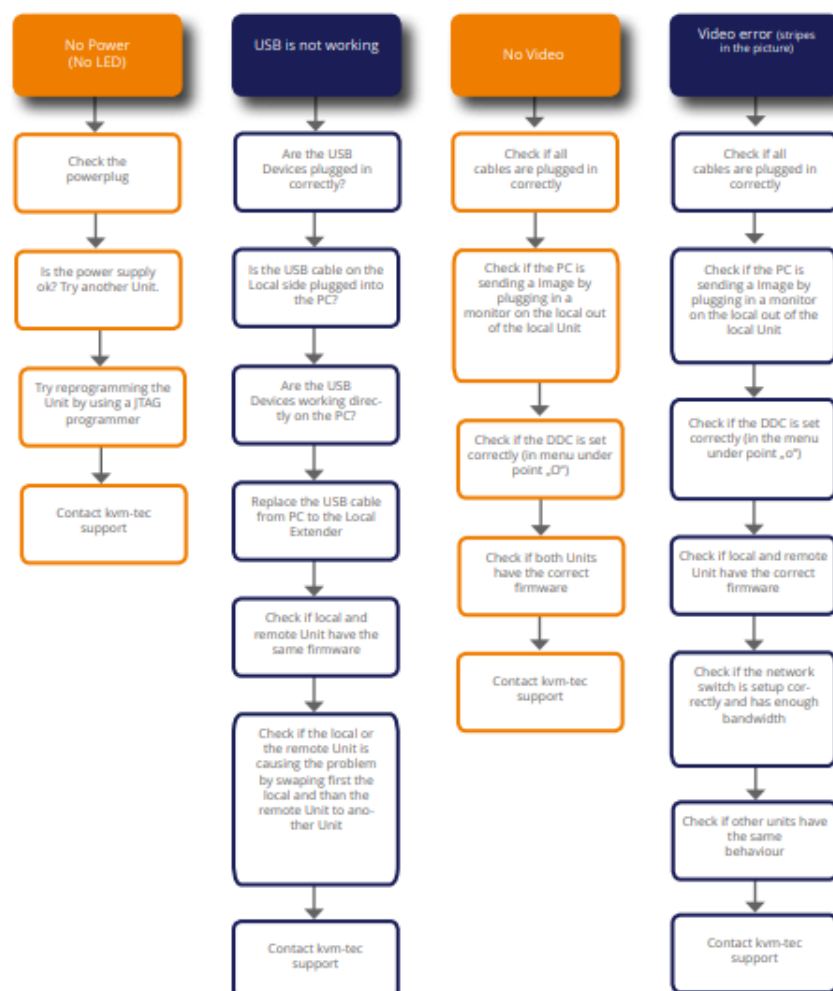 No Power
(No LED)
Check the
powerplug
Is the power supply
ok? Try another Unit.
Try reprogramming the
Unit by using a JTAG
programmer
Contact kvm-tec
support
USB is not working
Are the USB
Devices plugged in
correctly?
Is the USB cable on the
Local side plugged into
the PC?
Are the USB
Devices working direc-
tly on the PC?
Replace the USB cable
from PC to the Local
Extender
Check if local and
remote Unit have the
same firmware
Check if the local or
the remote Unit is
causing the problem
by swaping first the
local and than the
remote Unit to ano-
ther Unit
Contact kvm-tec
support
No Video
Check if all
cables are plugged in
correctly
Check if the PC is
sending a Image by
plugging in a
monitor on the local out
of the local Unit
Check if the DDC is set
correctly (in menu under
point „O“)
Check if both Units
have the correct
firmware
Contact kvm-tec
support
Video error (stripes
in the picture)
Check if all
cables are plugged in
correctly
Check if the PC is
sending a Image by
plugging in a monitor
on the local out of the
local Unit
Check if the DDC is set
correctly (in the menu
under point „o“)
Check if local and remote
Unit have the correct
firmware
Check if the network
switch is setup cor-
rectly and has enough
bandwidth
Check if other units have
the same
behaviour
Contact kvm-tec
support